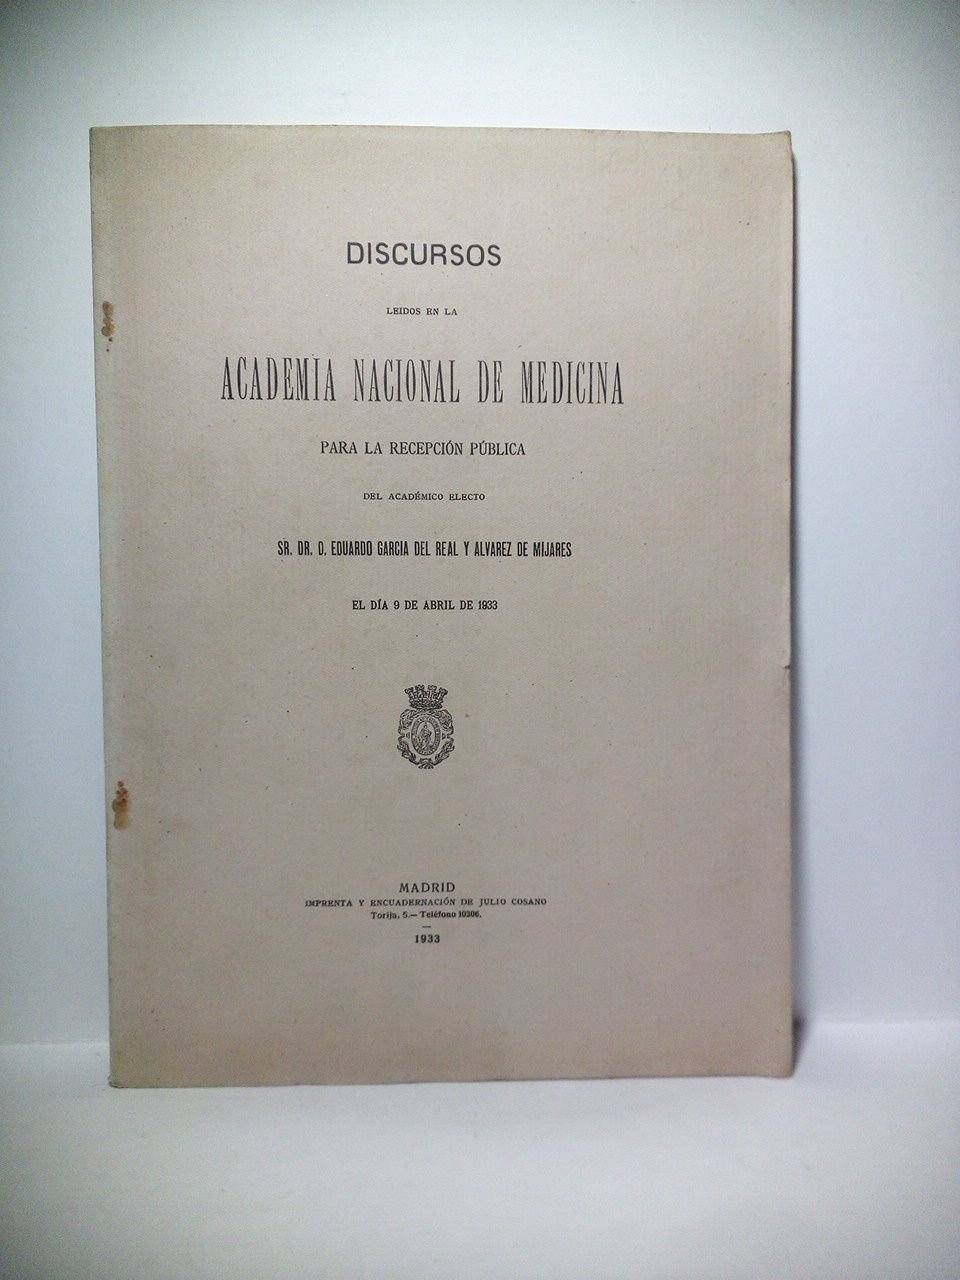 DISCURSOS
LEIDOS EN LA
ACADEMIA NACIONAL DE MEDICINA
PARA LA RECEPCIÓN PÚBLICA
DEL ACADÉMICO ELECTO
SR. DR. D. EDUARDO GARCIA DEL REAL Y ALVAREZ DE MIJARES
EL DÍA 9 DE ABRIL DE 1933
MADRID
IMPRENTA Y ENCUADERNACIÓN DE JULIO COSANO
Torija, 5.— Teléfono 10306.
1933